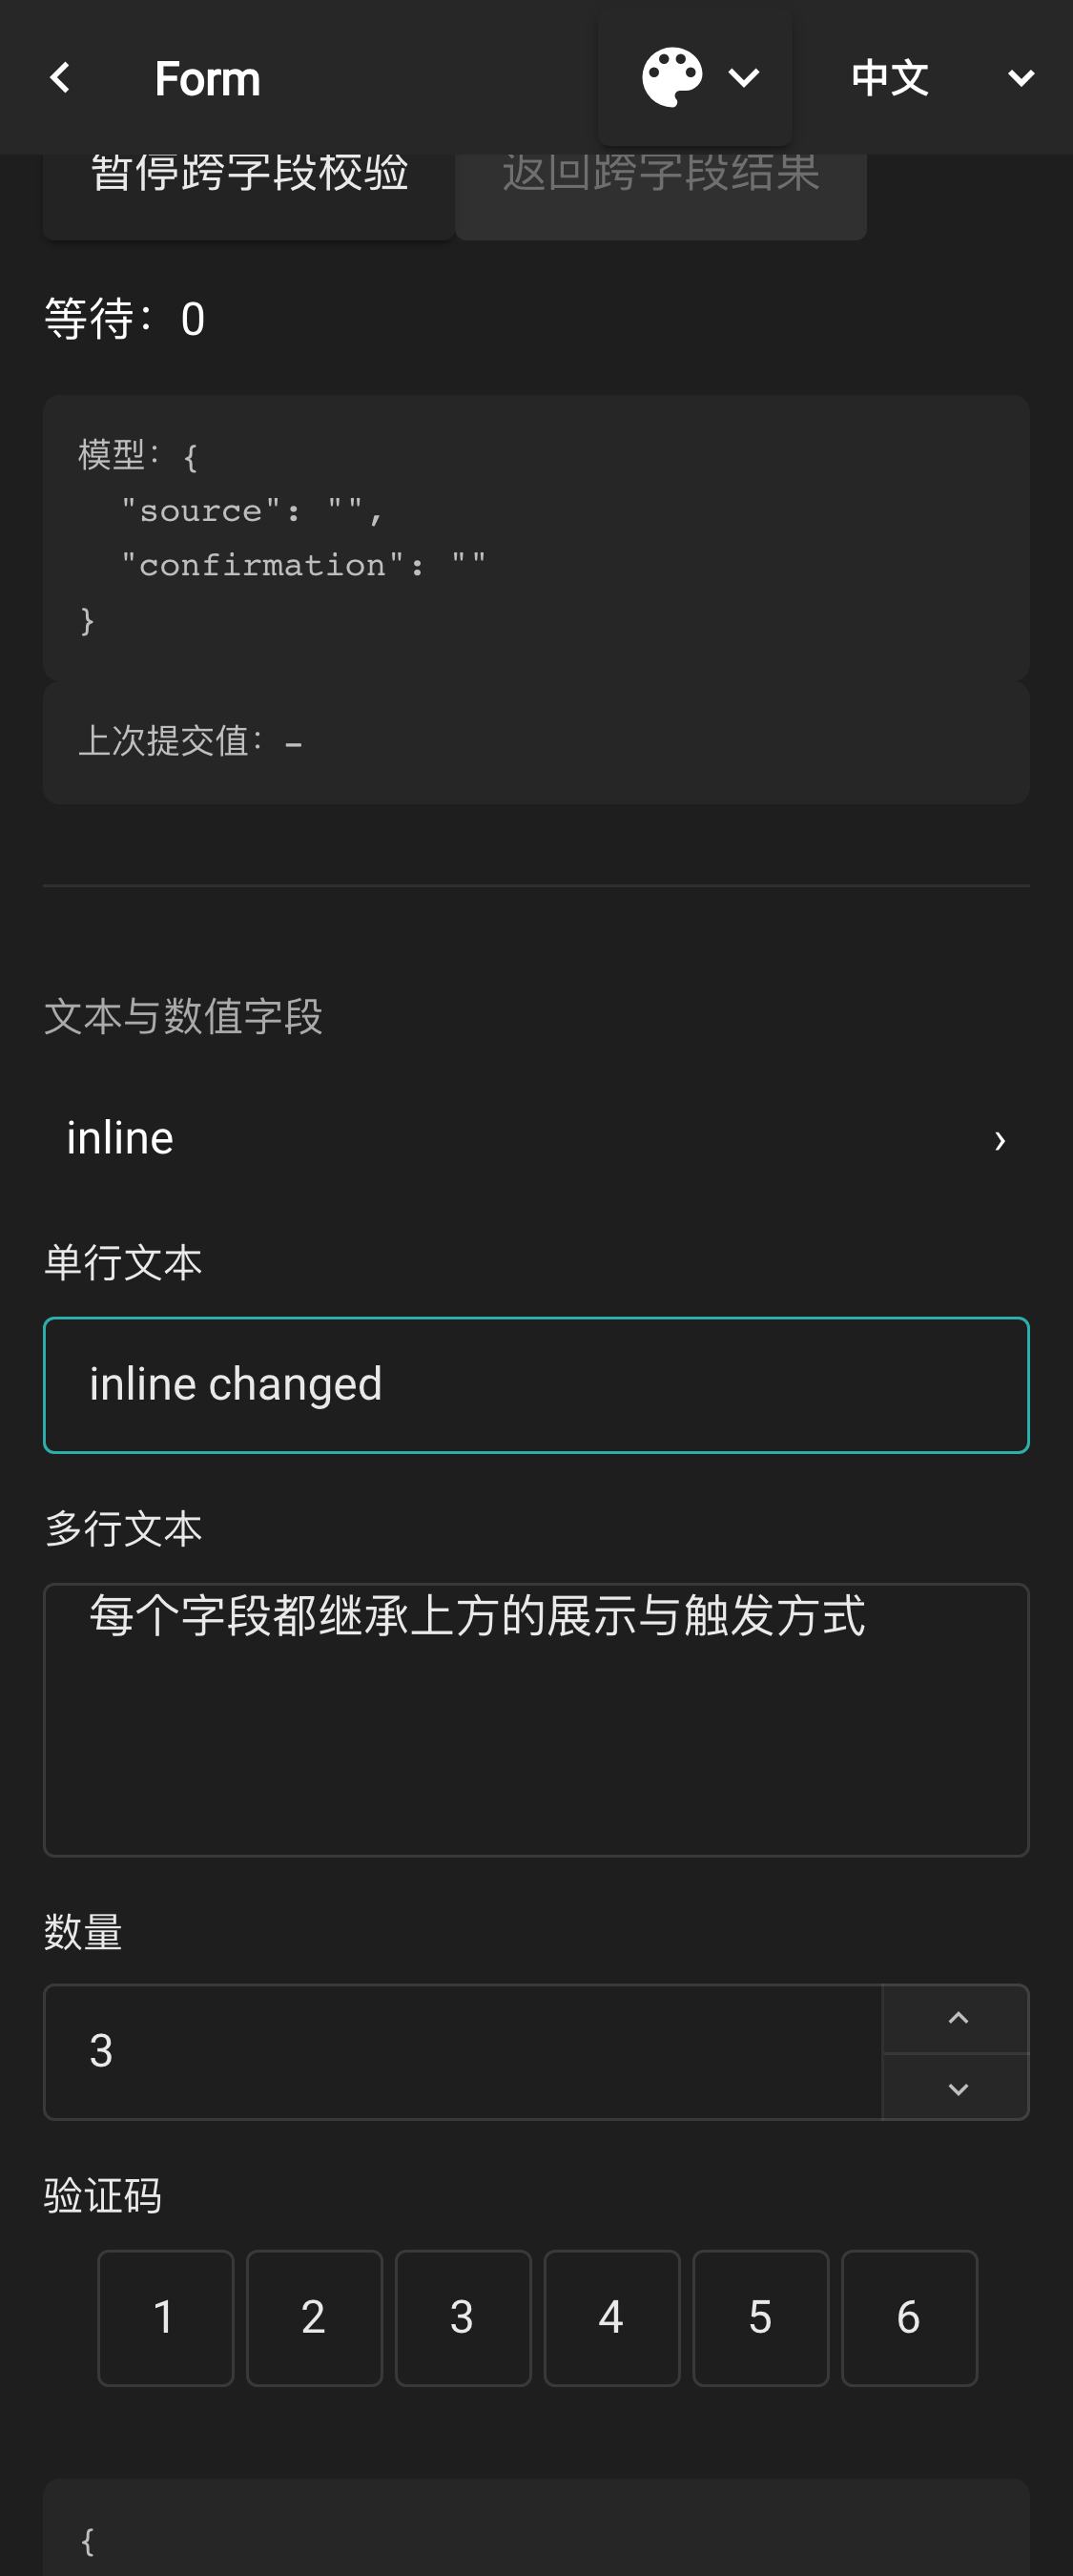 Form
中文
暂停跨字段校验
返回跨字段结果
等待：0
模型：{
"source": "",
"confirmation": ""
}
上次提交值：–
文本与数值字段
inline
›
单行文本
inline changed
多行文本
每个字段都继承上方的展示与触发方式
数量
3
验证码
1 2 3 4 5 6
{